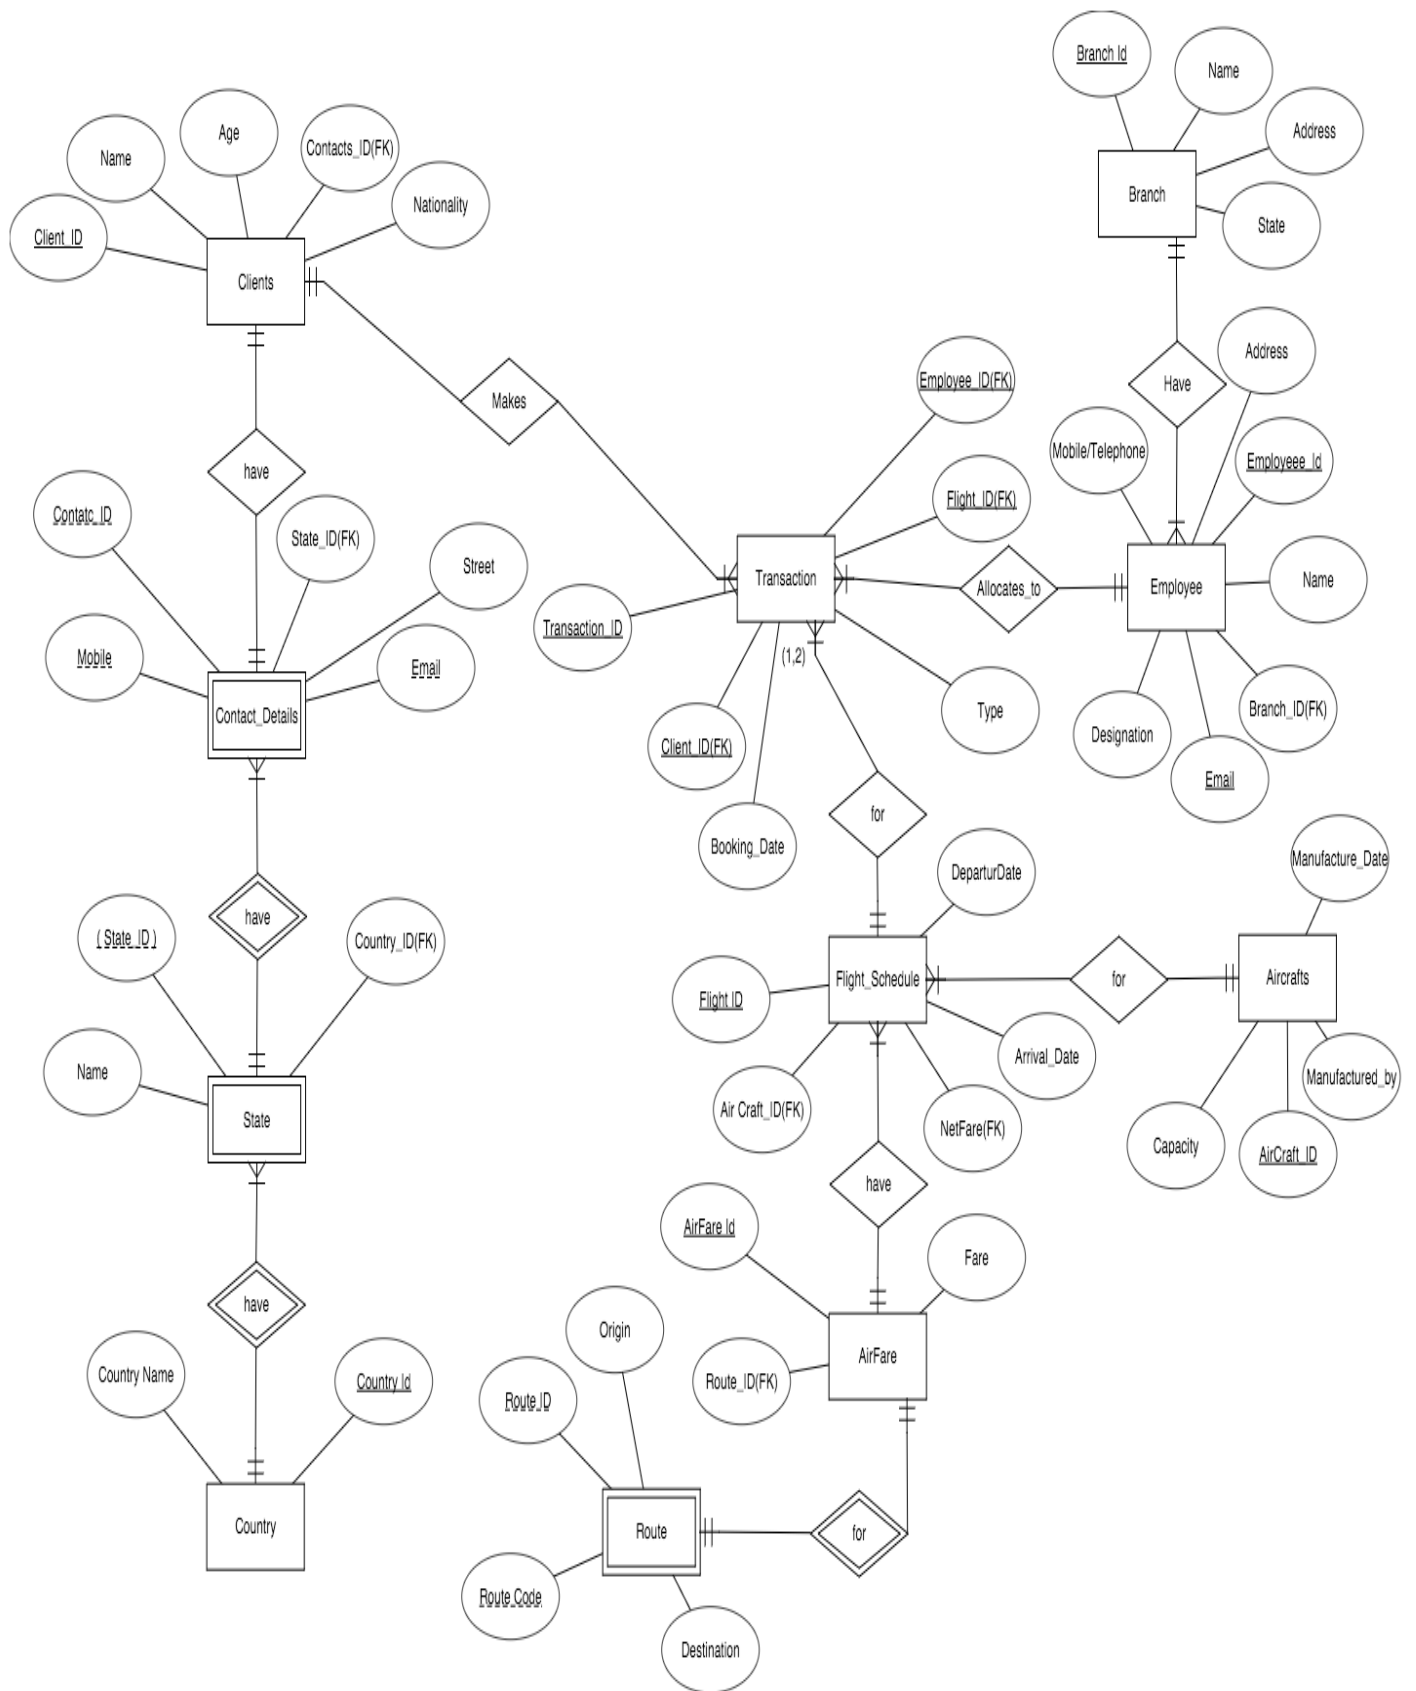 Branch Id
Name
Address
Branch
State
Age
Name
Contacts_ID(FK)
Nationality
Client_ID
Clients
Makes
have
Have
Address
Employee_ID(FK)
Mobile/Telephone
Employeee_Id
Flight_ID(FK)
Contatc_ID
State_ID(FK)
Street
Transaction
Allocates_to
Employee
Name
Transaction_ID
(1,2)
Mobile
Email
Contact_Details
Type
Branch_ID(FK)
Designation
Email
Client_ID(FK)
Booking_Date
for
DeparturDate
Manufacture_Date
have
( State_ID )
Country_ID(FK)
Flight_Schedule
for
Aircrafts
Flight ID
Arrival_Date
Name
State
Air Craft_ID(FK)
NetFare(FK)
Manufactured_by
Capacity
AirCraft_ID
have
AirFare Id
Fare
have
Origin
AirFare
Route_ID(FK)
Country Name
Country Id
Route ID
Country
Route
for
Route Code
Destination